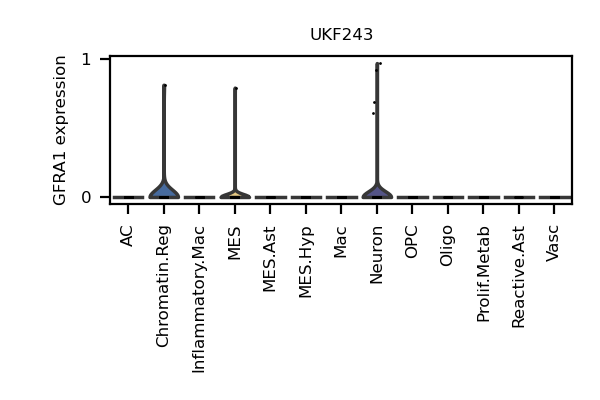 UKF243
GFRA1 expression
1
0
AC
Chromatin.Reg
Inflammatory.Mac
MES
MES.Ast
MES.Hyp
Mac
Neuron
OPC
Oligo
Prolif.Metab
Reactive.Ast
Vasc